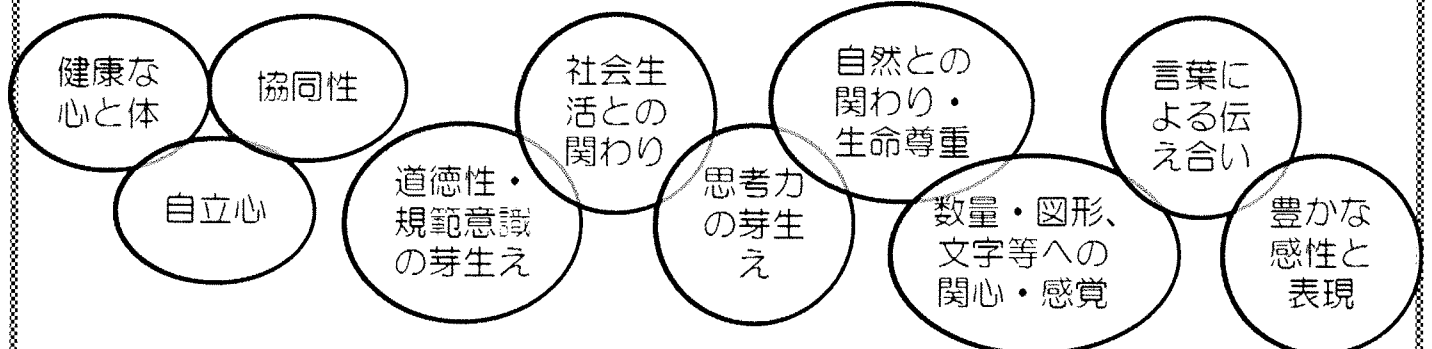 健康な
心と体
協同性
自立心
道徳性・
規範意識
の芽生え
社会生
活との
関わり
思考力
の芽生
え
自然との
関わり・
生命尊重
数量・図形、
文字等への
関心・感覚
言葉に
よる伝
え合い
豊かな
感性と
表現